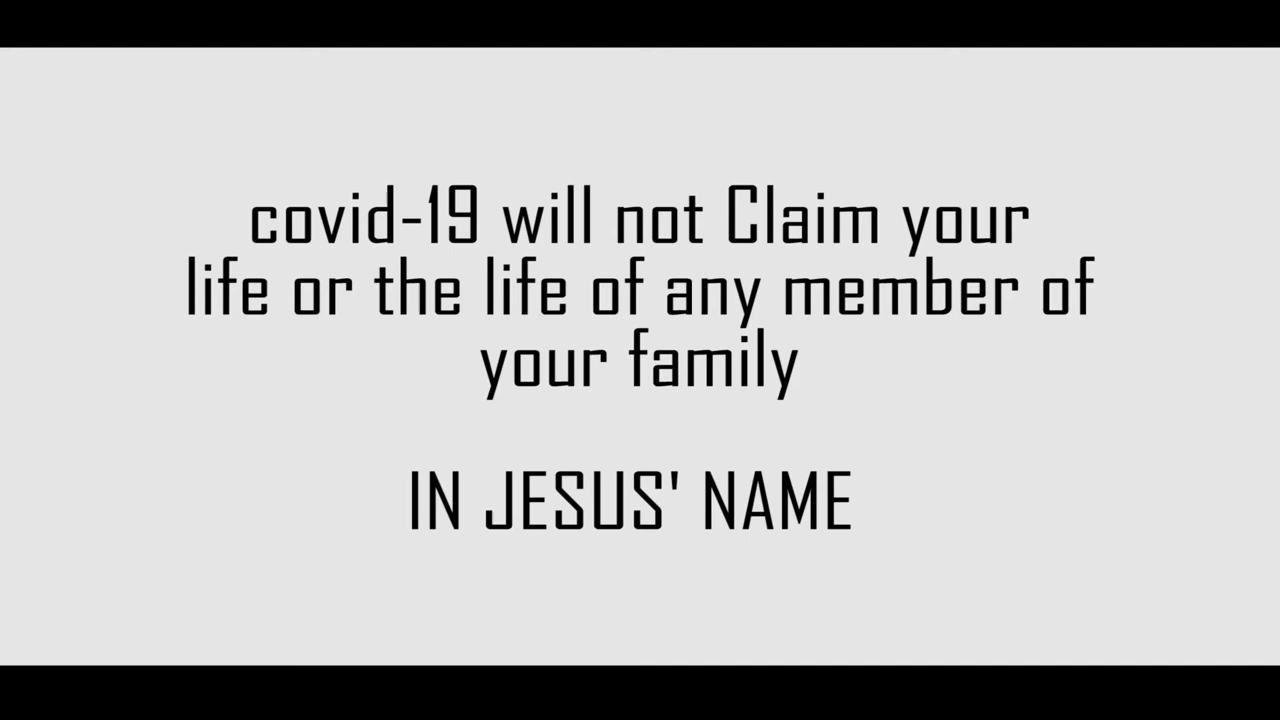 covid-19 will not Claim your
life or the life of any member of
your family
IN JESUS' NAME